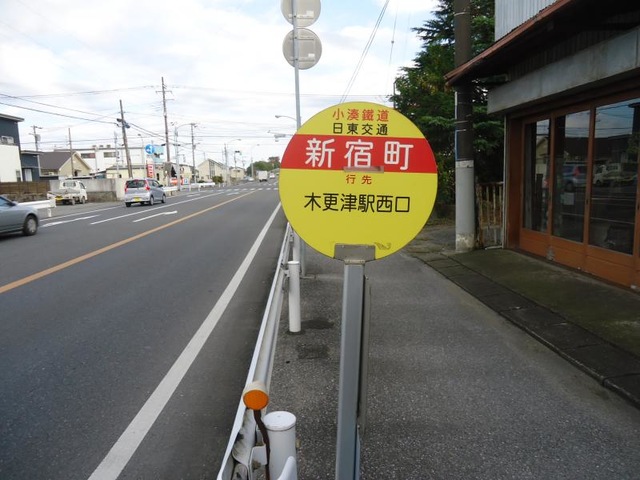 小湊鐵道
日東交通
新宿町
行先
木更津駅西口